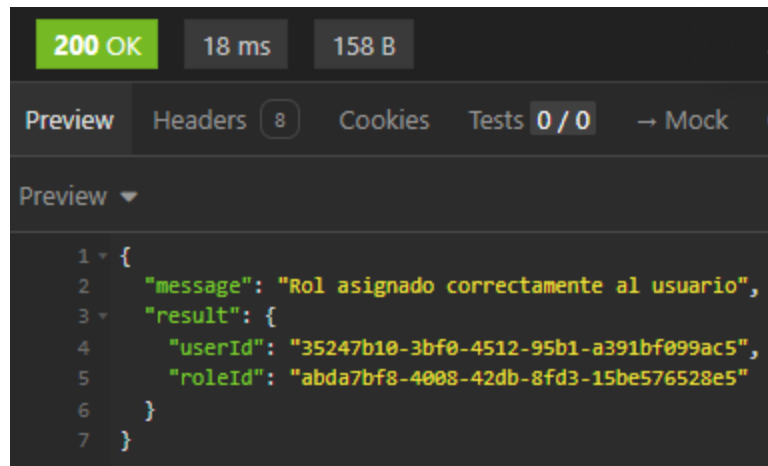 200 OK 18 ms 158 B
Preview Headers 8 Cookies Tests 0 / 0 → Mock
Preview
1 {
2 "message": "Rol asignado correctamente al usuario",
3 "result": {
4 "userId": "35247b10-3bf0-4512-95b1-a391bf099ac5",
5 "roleId": "abda7bf8-4008-42db-8fd3-15be576528e5"
6 }
7 }